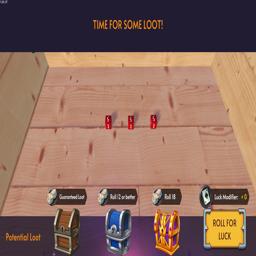 TIME FOR SOME LOOT!
Guaranteed Loot
Roll 12 or better
Roll 18
Luck Modifier: +0
Potential Loot
ROLL FOR
LUCK